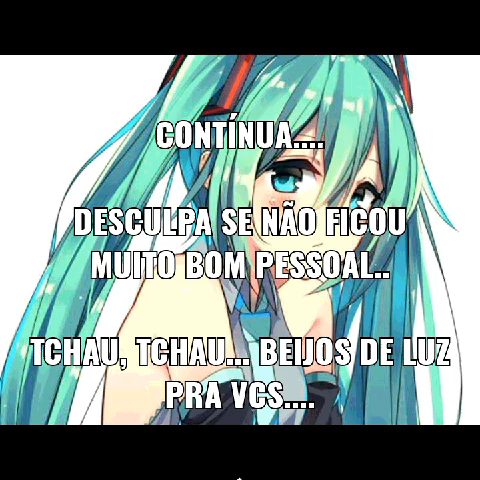 CONTÍNUA....
DESCULPA SE NÃO FICOU
MUITO BOM PESSOAL..
TCHAU, TCHAU... BEIJOS DE LUZ
PRA VCS....